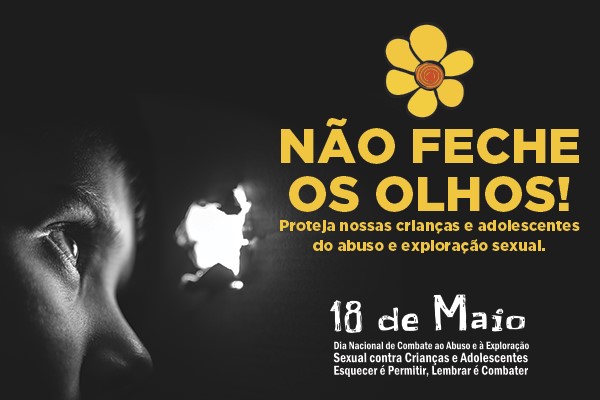 NÃO FECHE
OS OLHOS!
Proteja nossas crianças e adolescentes
do abuso e exploração sexual.
18 de Maio
Dia Nacional de Combate ao Abuso e à Exploração
Sexual contra Crianças e Adolescentes
Esquecer é Permitir, Lembrar é Combater